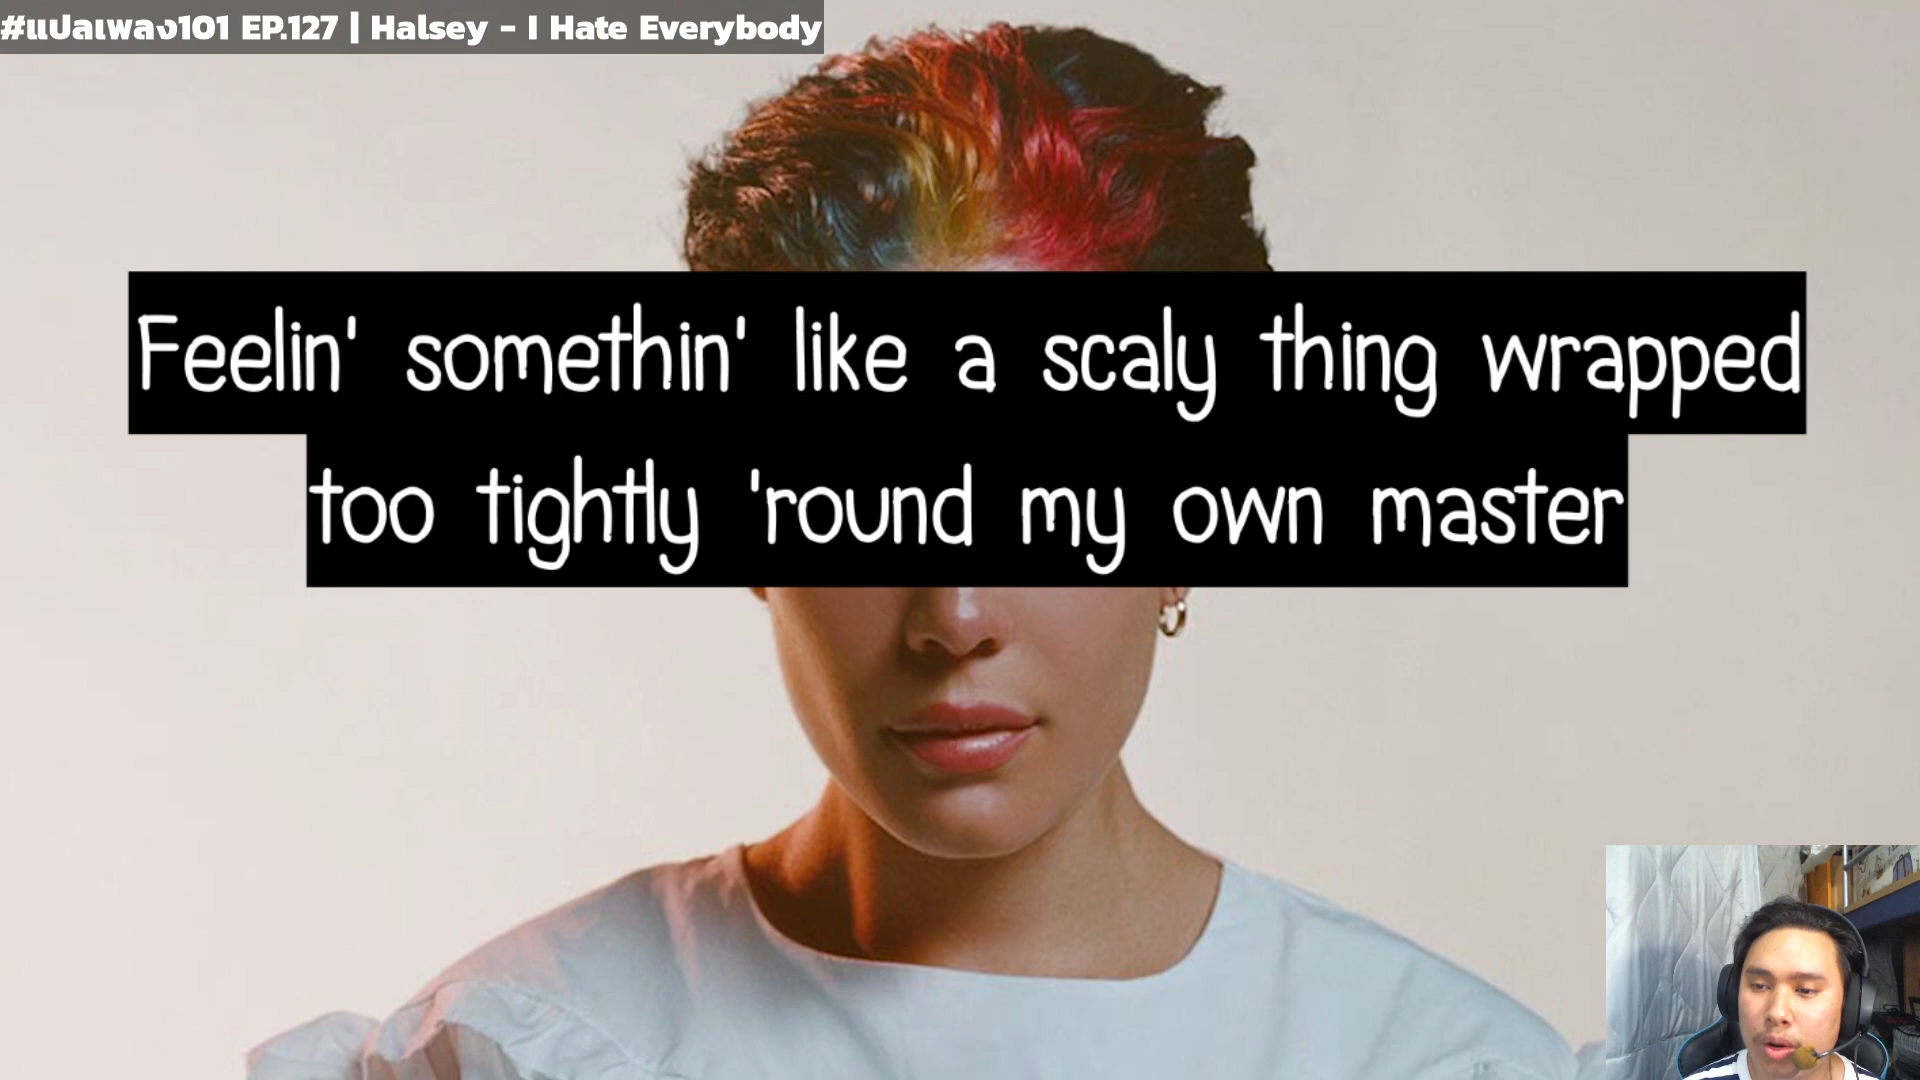 #แปลเพลง101 EP.127 | Halsey - I Hate Everybody
Feelin' somethin' like a scaly thing wrapped
too tightly 'round my own master